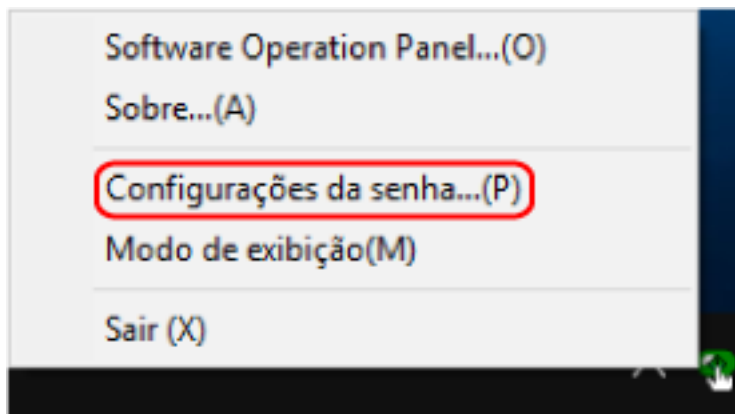 Software Operation Panel...(O)
Sobre...(A)
Configurações da senha...(P)
Modo de exibição(M)
Sair (X)